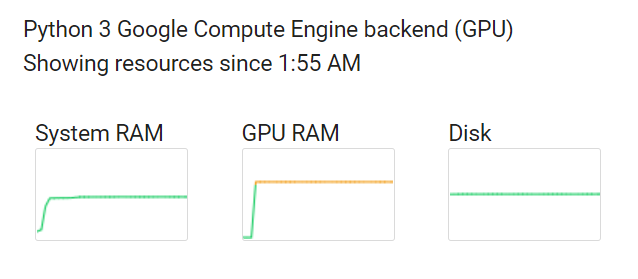 Python 3 Google Compute Engine backend (GPU)
Showing resources since 1:55 AM
System RAM
GPU RAM
Disk